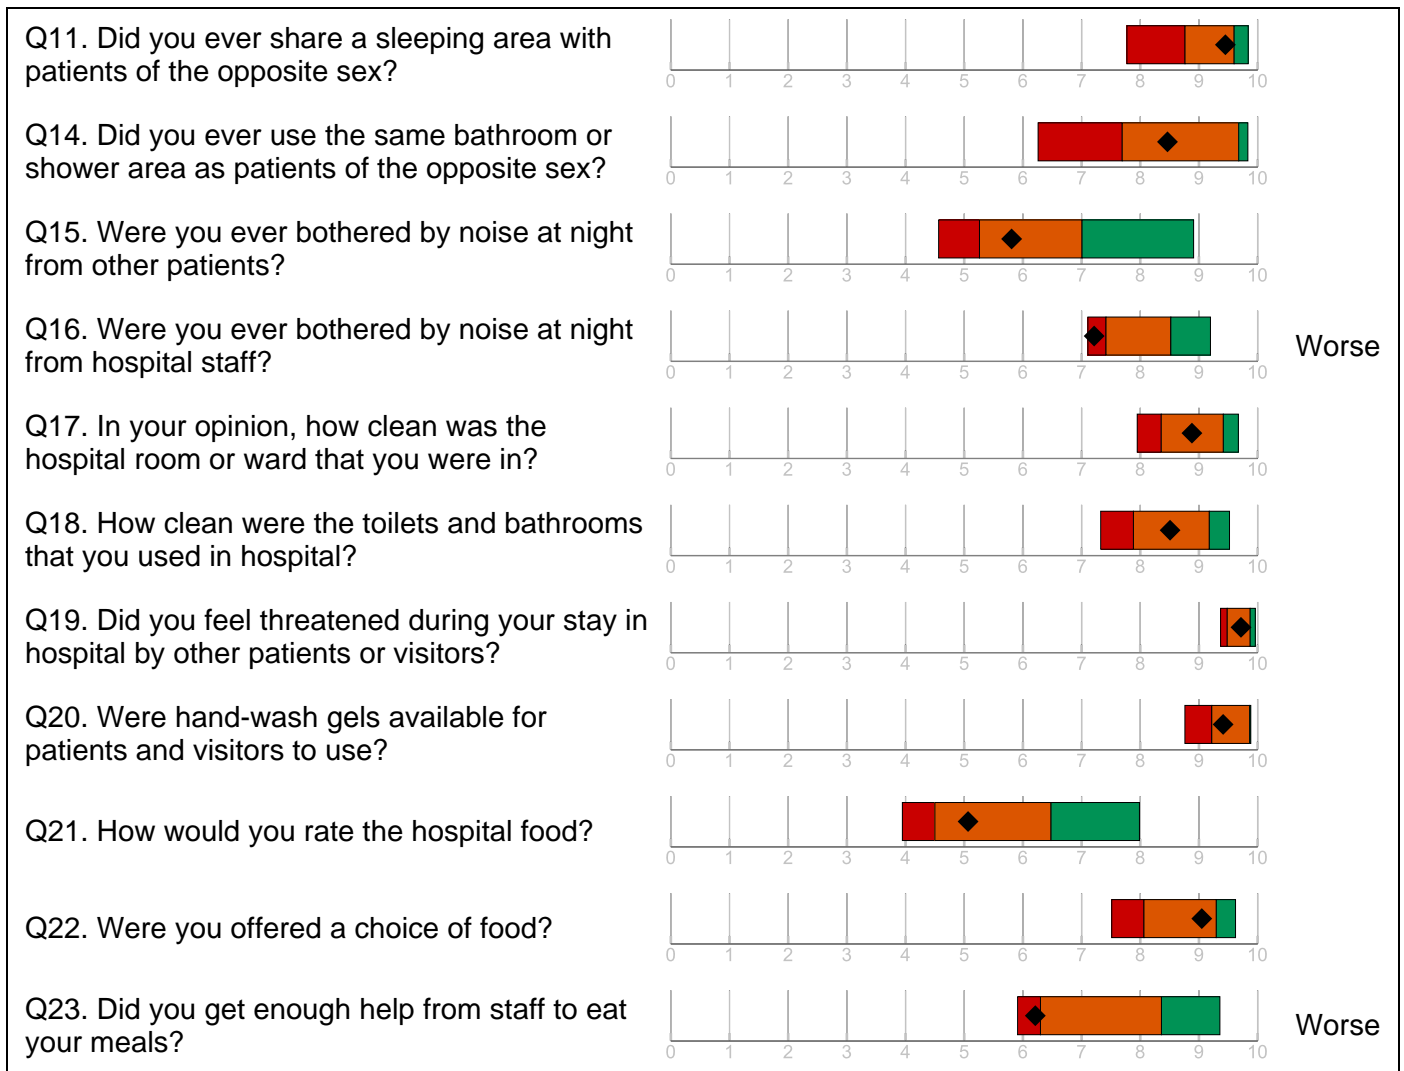 Q11. Did you ever share a sleeping area with
patients of the opposite sex?
0 1 2 3 4 5 6 7 8 9 10
Q14. Did you ever use the same bathroom or
shower area as patients of the opposite sex?
0 1 2 3 4 5 6 7 8 9 10
Q15. Were you ever bothered by noise at night
from other patients?
0 1 2 3 4 5 6 7 8 9 10
Q16. Were you ever bothered by noise at night
from hospital staff?
Worse
0 1 2 3 4 5 6 7 8 9 10
Q17. In your opinion, how clean was the
hospital room or ward that you were in?
0 1 2 3 4 5 6 7 8 9 10
Q18. How clean were the toilets and bathrooms
that you used in hospital?
0 1 2 3 4 5 6 7 8 9 10
Q19. Did you feel threatened during your stay in
hospital by other patients or visitors?
0 1 2 3 4 5 6 7 8 9 10
Q20. Were hand-wash gels available for
patients and visitors to use?
0 1 2 3 4 5 6 7 8 9 10
Q21. How would you rate the hospital food?
0 1 2 3 4 5 6 7 8 9 10
Q22. Were you offered a choice of food?
0 1 2 3 4 5 6 7 8 9 10
Q23. Did you get enough help from staff to eat
your meals?
Worse
0 1 2 3 4 5 6 7 8 9 10